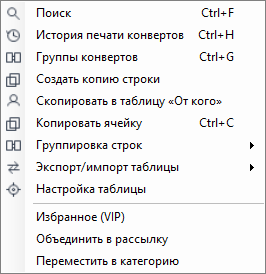 Поиск Ctrl+F
История печати конвертов Ctrl+H
Группы конвертов Ctrl+G
Создать копию строки
Скопировать в таблицу «От кого»
Копировать ячейку Ctrl+C
Группировка строк
Экспорт/импорт таблицы
Настройка таблицы
Избранное (VIP)
Объединить в рассылку
Переместить в категорию